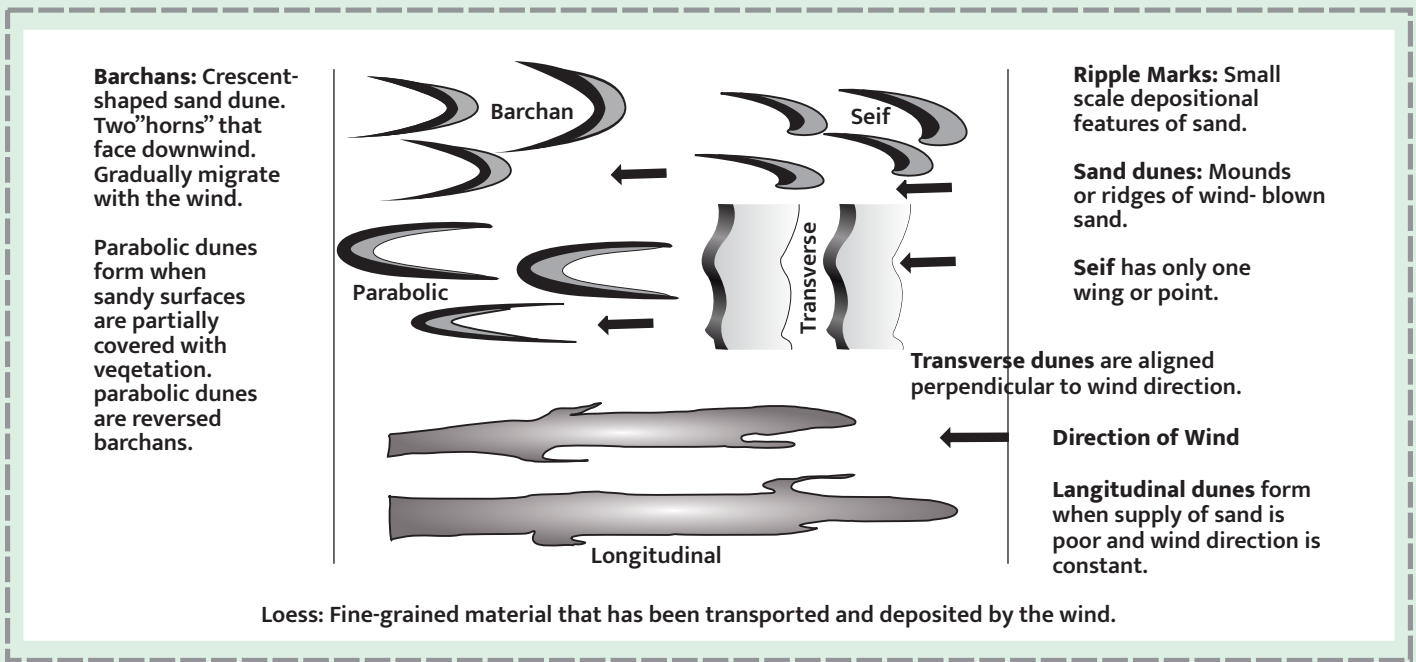 Barchans: Crescent-
shaped sand dune.
Two”horns” that
face downwind.
Gradually migrate
with the wind.
Parabolic dunes
form when
sandy surfaces
are partially
covered with
veqetation.
parabolic dunes
are reversed
barchans.
Barchan
Seif
Parabolic
Transverse
Longitudinal
Ripple Marks: Small
scale depositional
features of sand.
Sand dunes: Mounds
or ridges of wind- blown
sand.
Seif has only one
wing or point.
Transverse dunes are aligned
perpendicular to wind direction.
Direction of Wind
Langitudinal dunes form
when supply of sand is
poor and wind direction is
constant.
Loess: Fine-grained material that has been transported and deposited by the wind.